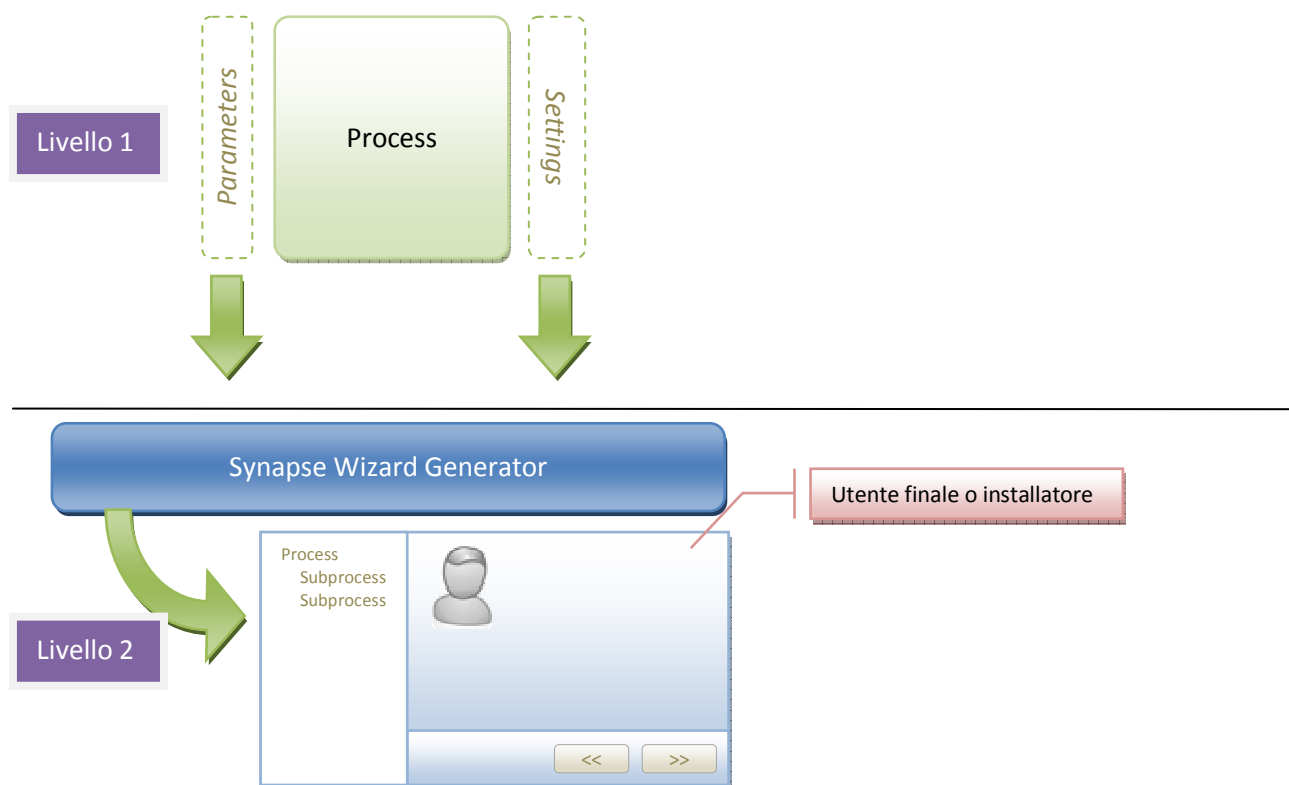 Livello 1
Parameters
Process
Settings
Synapse Wizard Generator
Utente finale o installatore
Process
Subprocess
Subprocess
Livello 2
<<
>>